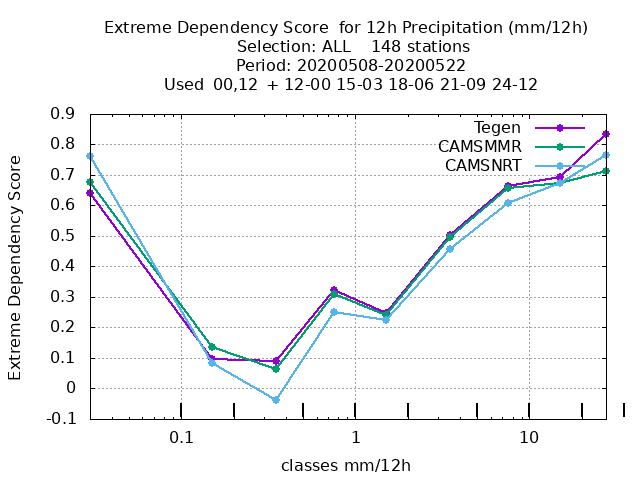 Extreme Dependency Score  for 12h Precipitation (mm/12h)
Selection: ALL    148 stations
Period: 20200508-20200522
Used  00,12  + 12-00 15-03 18-06 21-09 24-12
Extreme Dependency Score
0.9
0.8
0.7
0.6
0.5
0.4
0.3
0.2
0.1
0
-0.1
Tegen
CAMSMMR
CAMSNRT
0.1 1 10
classes mm/12h